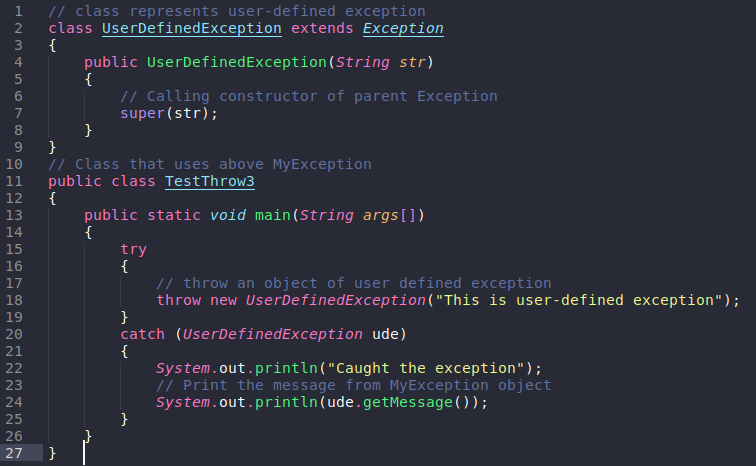 1 // class represents user-defined exception
2 class UserDefinedException extends Exception
3 {
4     public UserDefinedException(String str)
5     {
6         // Calling constructor of parent Exception
7         super(str);
8     }
9 }
10 // Class that uses above MyException
11 public class TestThrow3
12 {
13     public static void main(String args[])
14     {
15         try
16         {
17             // throw an object of user defined exception
18             throw new UserDefinedException("This is user-defined exception");
19         }
20         catch (UserDefinedException ude)
21         {
22             System.out.println("Caught the exception");
23             // Print the message from MyException object
24             System.out.println(ude.getMessage());
25         }
26     }
27 }